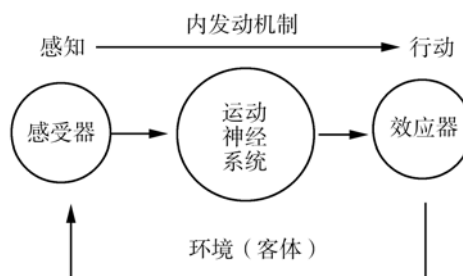 内发动机制
感知
行动
感受器
运动
神经
系统
效应器
环境（客体）